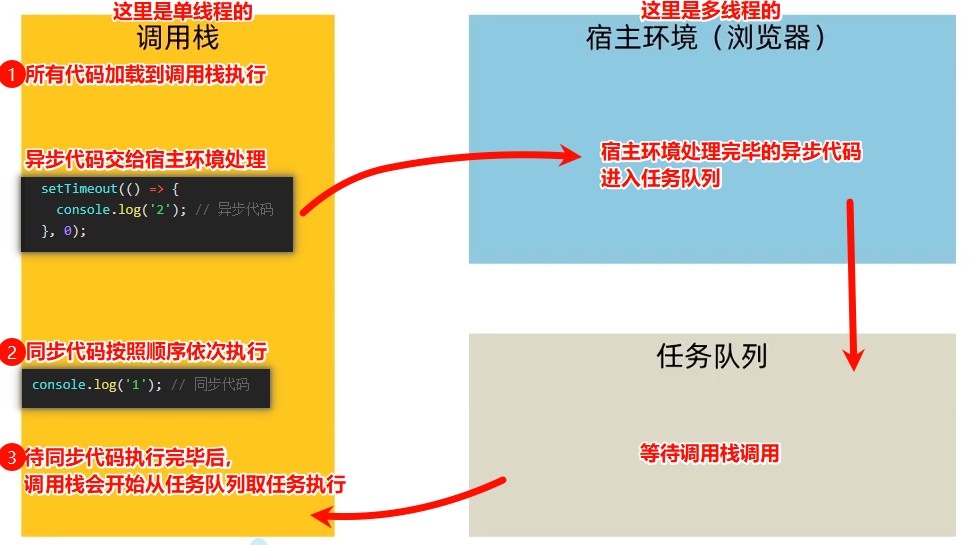 这里是单线程的
调用栈
1 所有代码加载到调用栈执行
异步代码交给宿主环境处理
setTimeout(() => {
console.log('2'); // 异步代码
}, 0);
2 同步代码按照顺序依次执行
console.log('1'); // 同步代码
3 待同步代码执行完毕后,
调用栈会开始从任务队列取任务执行
这里是多线程的
宿主环境（浏览器）
宿主环境处理完毕的异步代码
进入任务队列
任务队列
等待调用栈调用